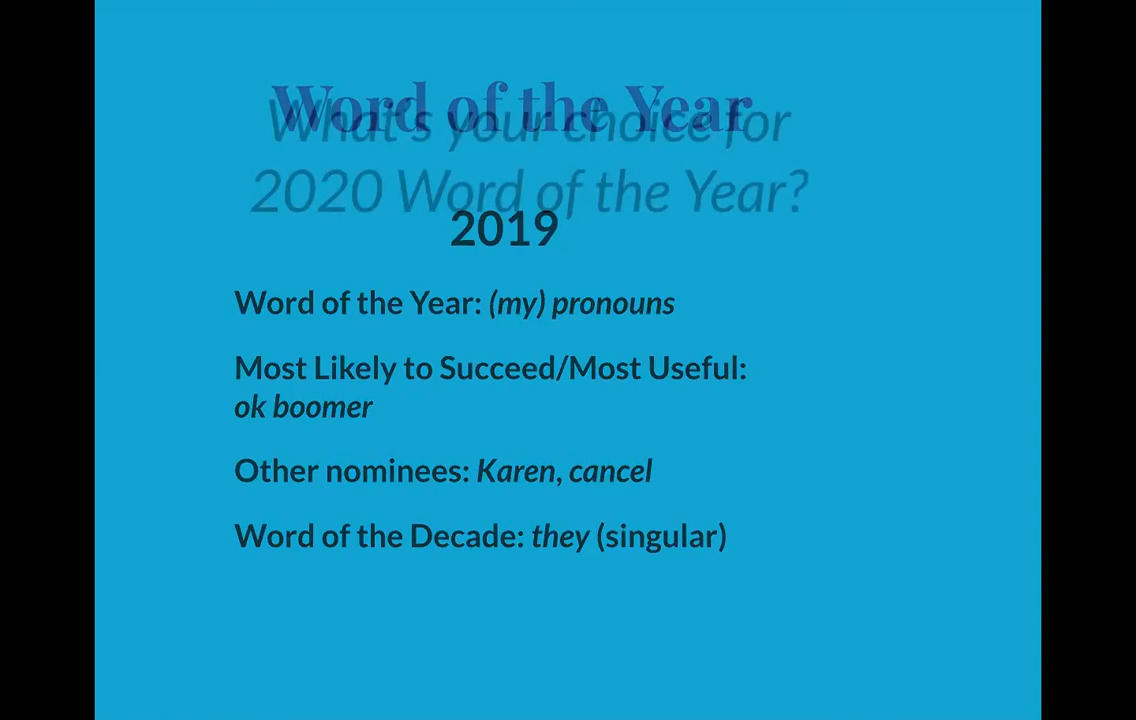 Word of the Year
What's your choice for
2020 Word of the Year?
2019
Word of the Year: (my) pronouns
Most Likely to Succeed/Most Useful:
ok boomer
Other nominees: Karen, cancel
Word of the Decade: they (singular)